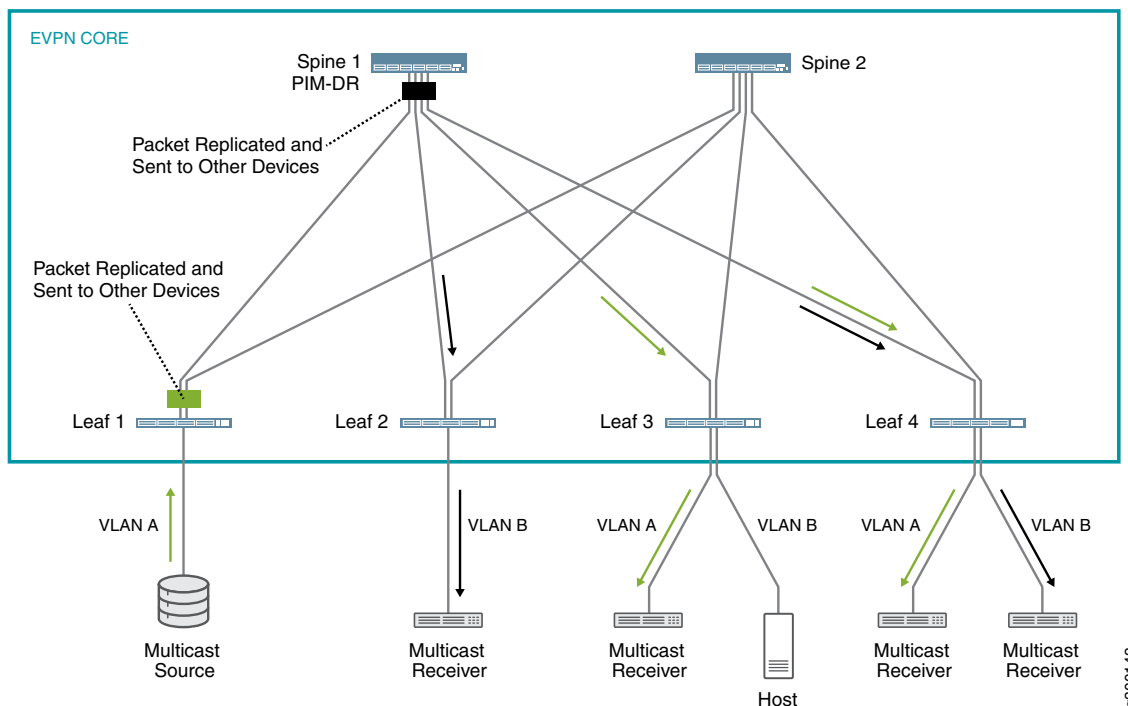 EVPN CORE
Spine 1
PIM-DR
Spine 2
Packet Replicated and
Sent to Other Devices
Packet Replicated and
Sent to Other Devices
Leaf 1
Leaf 2
Leaf 3
Leaf 4
VLAN A
VLAN B
VLAN A
VLAN B
VLAN A
VLAN B
Multicast
Source
Multicast
Receiver
Multicast
Receiver
Host
Multicast
Receiver
Multicast
Receiver